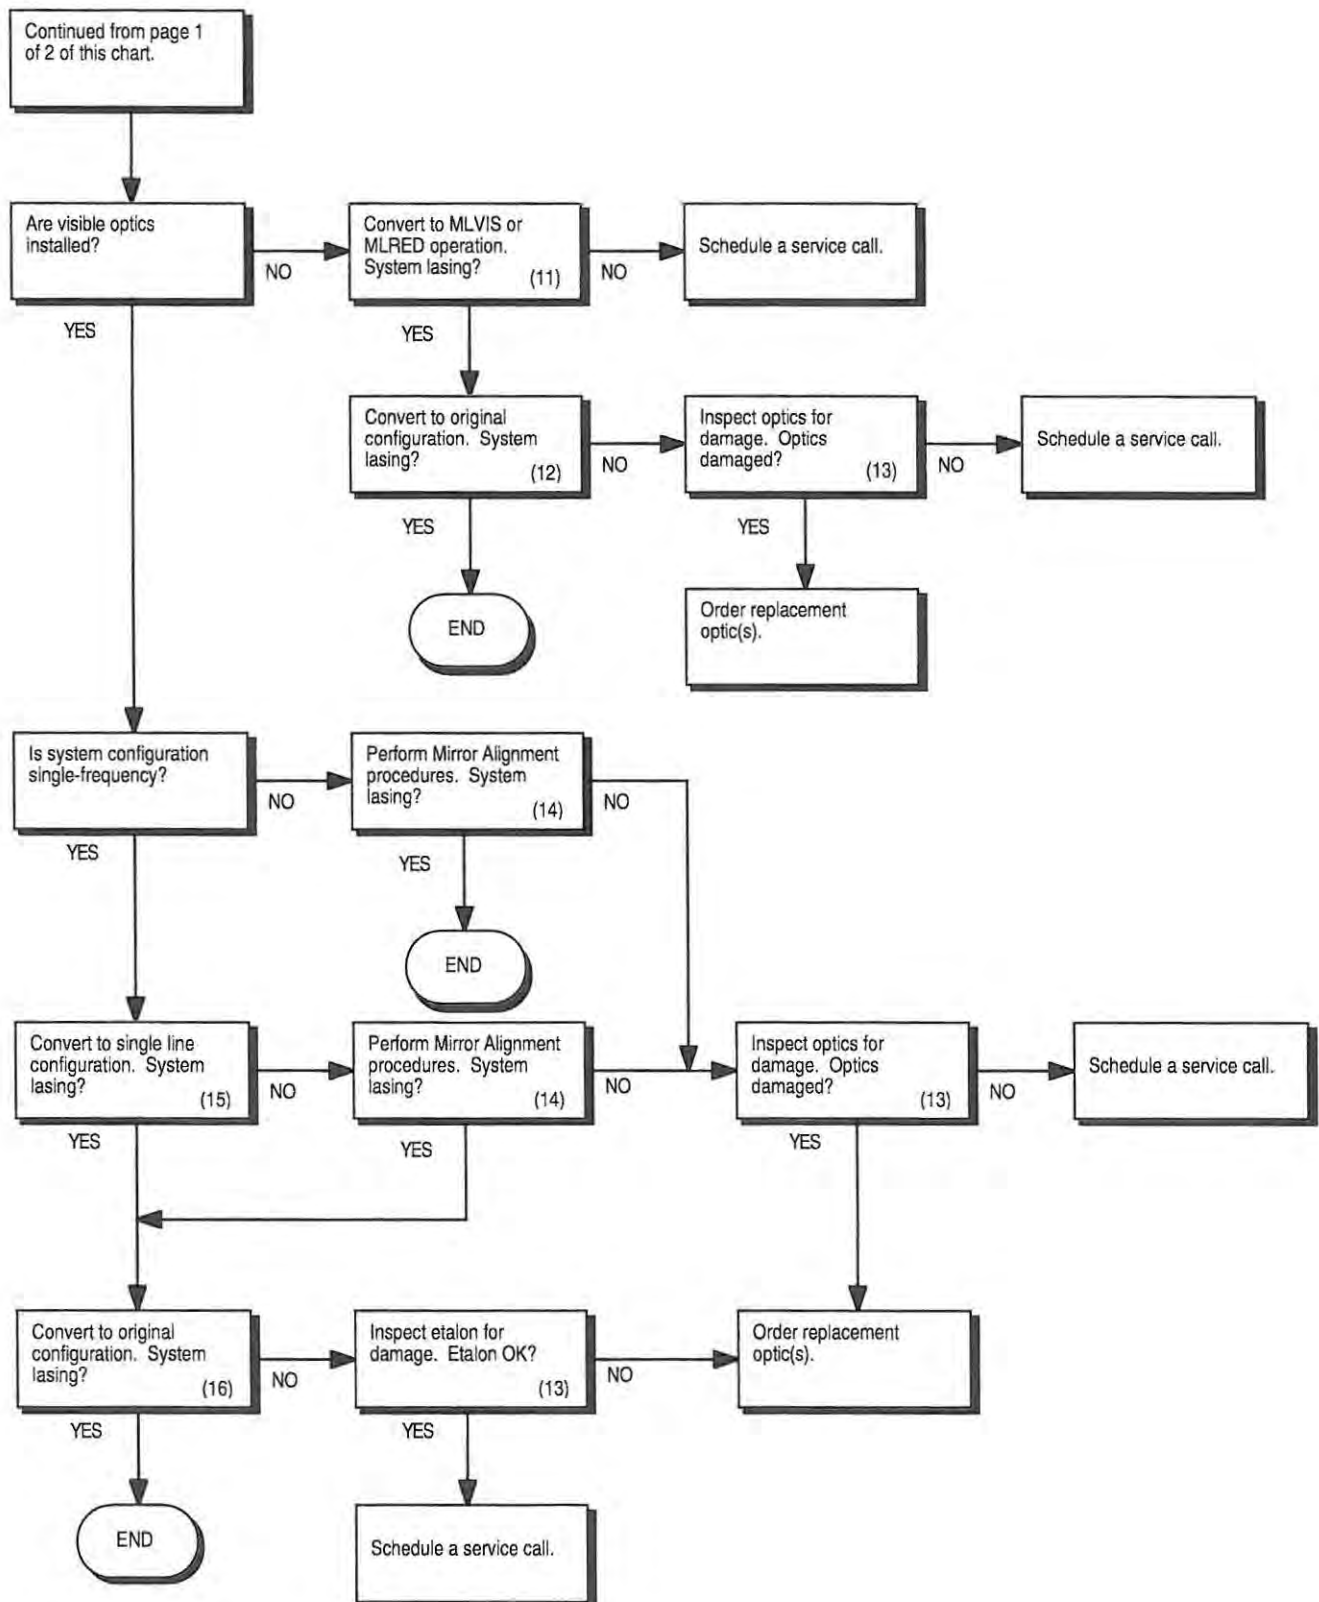 Continued from page 1
of 2 of this chart.
Are visible optics
installed?
NO
YES
Convert to MLVIS or
MLRED operation.
System lasing?
(11)
NO
YES
Schedule a service call.
Convert to original
configuration. System
lasing?
(12)
NO
YES
Inspect optics for
damage. Optics
damaged?
(13)
NO
YES
Schedule a service call.
END
Order replacement
optic(s).
Is system configuration
single-frequency?
NO
YES
Perform Mirror Alignment
procedures. System
lasing?
(14)
NO
YES
END
Convert to single line
configuration. System
lasing?
(15)
NO
YES
Perform Mirror Alignment
procedures. System
lasing?
(14)
NO
YES
Inspect optics for
damage. Optics
damaged?
(13)
NO
YES
Schedule a service call.
Convert to original
configuration. System
lasing?
(16)
NO
YES
Inspect etalon for
damage. Etalon OK?
(13)
NO
YES
Order replacement
optic(s).
END
Schedule a service call.